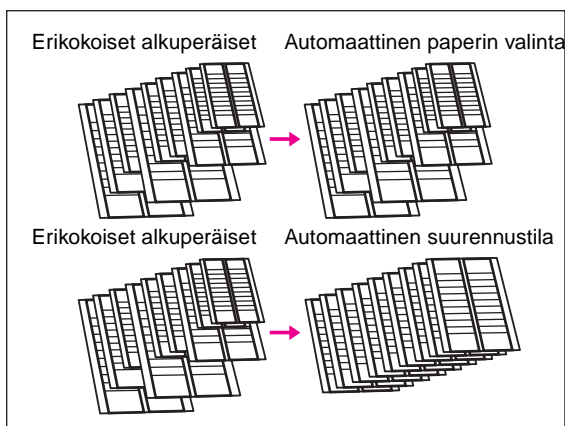 Erikokoiset alkuperäiset
Automaattinen paperin valinta
Erikokoiset alkuperäiset
Automaattinen suurennustila